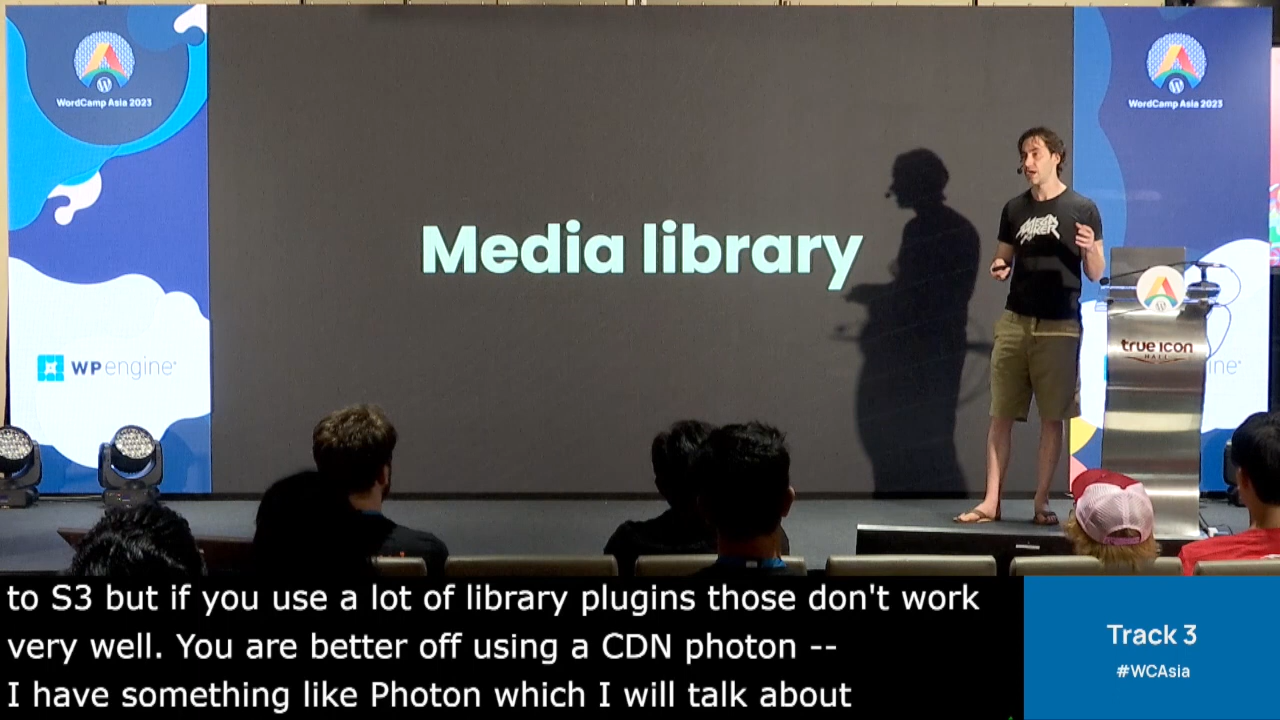 WordCamp Asia 2023
WordCamp Asia 2023
Media library
WP engine
true icon
HALL
ine
to S3 but if you use a lot of library plugins those don't work
very well. You are better off using a CDN photon --
I have something like Photon which I will talk about
Track 3
#WCAsia